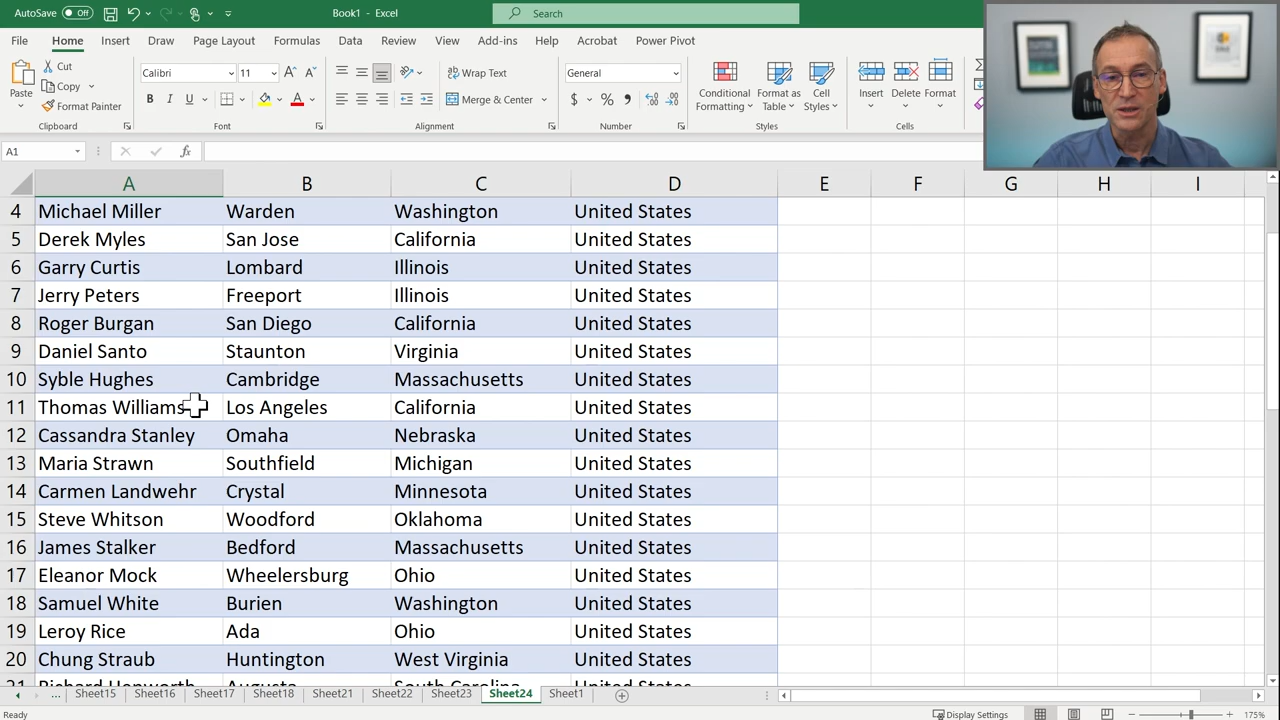 AutoSave Off Book1 - Excel Search
File Home Insert Draw Page Layout Formulas Data Review View Add-ins Help Acrobat Power Pivot
Paste Cut Copy Format Painter
Calibri 11 Wrap Text General
B I U A Merge & Center $ % 9
Conditional Formatting Format as Table Cell Styles Insert Delete Format
Clipboard Font Alignment Number Styles Cells
A1 fx
A B C D E F G H I
4 Michael Miller Warden Washington United States
5 Derek Myles San Jose California United States
6 Garry Curtis Lombard Illinois United States
7 Jerry Peters Freeport Illinois United States
8 Roger Burgan San Diego California United States
9 Daniel Santo Staunton Virginia United States
10 Syble Hughes Cambridge Massachusetts United States
11 Thomas Williams Los Angeles California United States
12 Cassandra Stanley Omaha Nebraska United States
13 Maria Strawn Southfield Michigan United States
14 Carmen Landwehr Crystal Minnesota United States
15 Steve Whitson Woodford Oklahoma United States
16 James Stalker Bedford Massachusetts United States
17 Eleanor Mock Wheelersburg Ohio United States
18 Samuel White Burien Washington United States
19 Leroy Rice Ada Ohio United States
20 Chung Straub Huntington West Virginia United States
... Sheet15 Sheet16 Sheet17 Sheet18 Sheet21 Sheet22 Sheet23 Sheet24 Sheet1
Ready Display Settings 175%